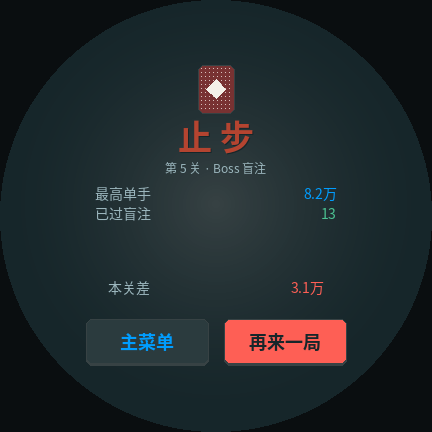 止步
第 5 关 · Boss 盲注
最高单手 8.2万
已过盲注 13
本关差 3.1万
主菜单 再来一局